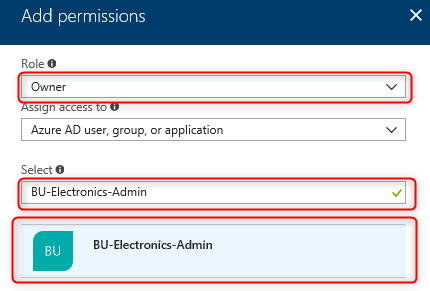 Add permissions
Role
Owner
Assign access to
Azure AD user, group, or application
Select
BU-Electronics-Admin
BU
BU-Electronics-Admin